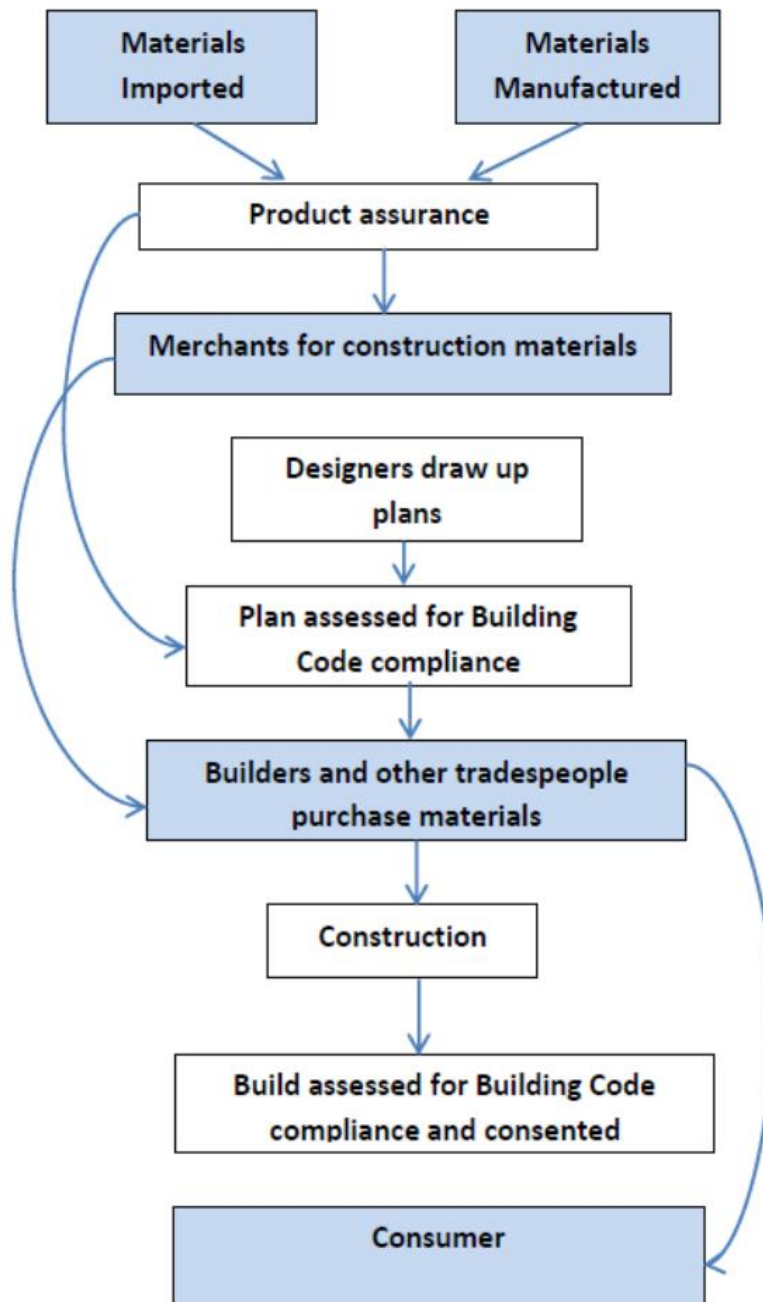 Materials
Imported
Materials
Manufactured
Product assurance
Merchants for construction materials
Designers draw up
plans
Plan assessed for Building
Code compliance
Builders and other tradespeople
purchase materials
Construction
Build assessed for Building Code
compliance and consented
Consumer